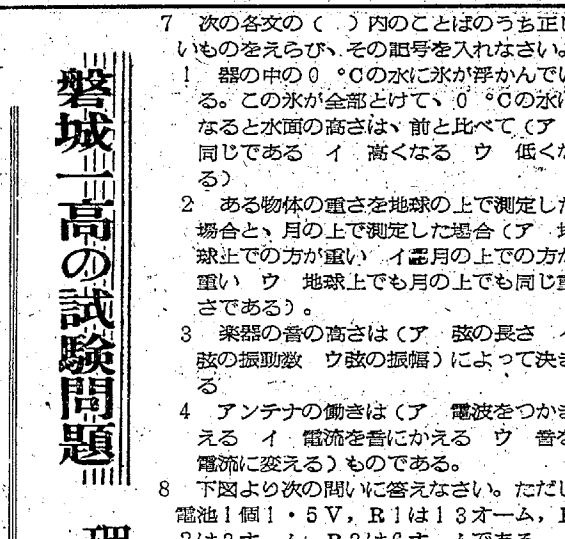 磐城一高の試験問題
7 次の各文の（ ）内のことばのうち正し
いものをえらび、その記号を入れなさい。
1 器の中の0 °Cの水に氷が浮かんでい
る。この氷が全部とけて、0 °Cの水に
なると水面の高さは、前と比べて（ア
同じである イ 高くなる ウ 低くな
る）
2 ある物体の重さを地球の上で測定した
場合と、月の上で測定した場合（ア 地
球上での方が重い イ 月の上での方が
重い ウ 地球上でも月の上でも同じ重
さである）。
3 楽器の音の高さは（ア 弦の長さ イ
弦の振動数 ウ弦の振幅）によって決ま
る
4 アンテナの働きは（ア 電波をつかま
える イ 電流を音にかえる ウ 音を
電流に変える）ものである。
8 下図より次の問いに答えなさい。ただし
電池1個1・5V，R1は13オーム，R